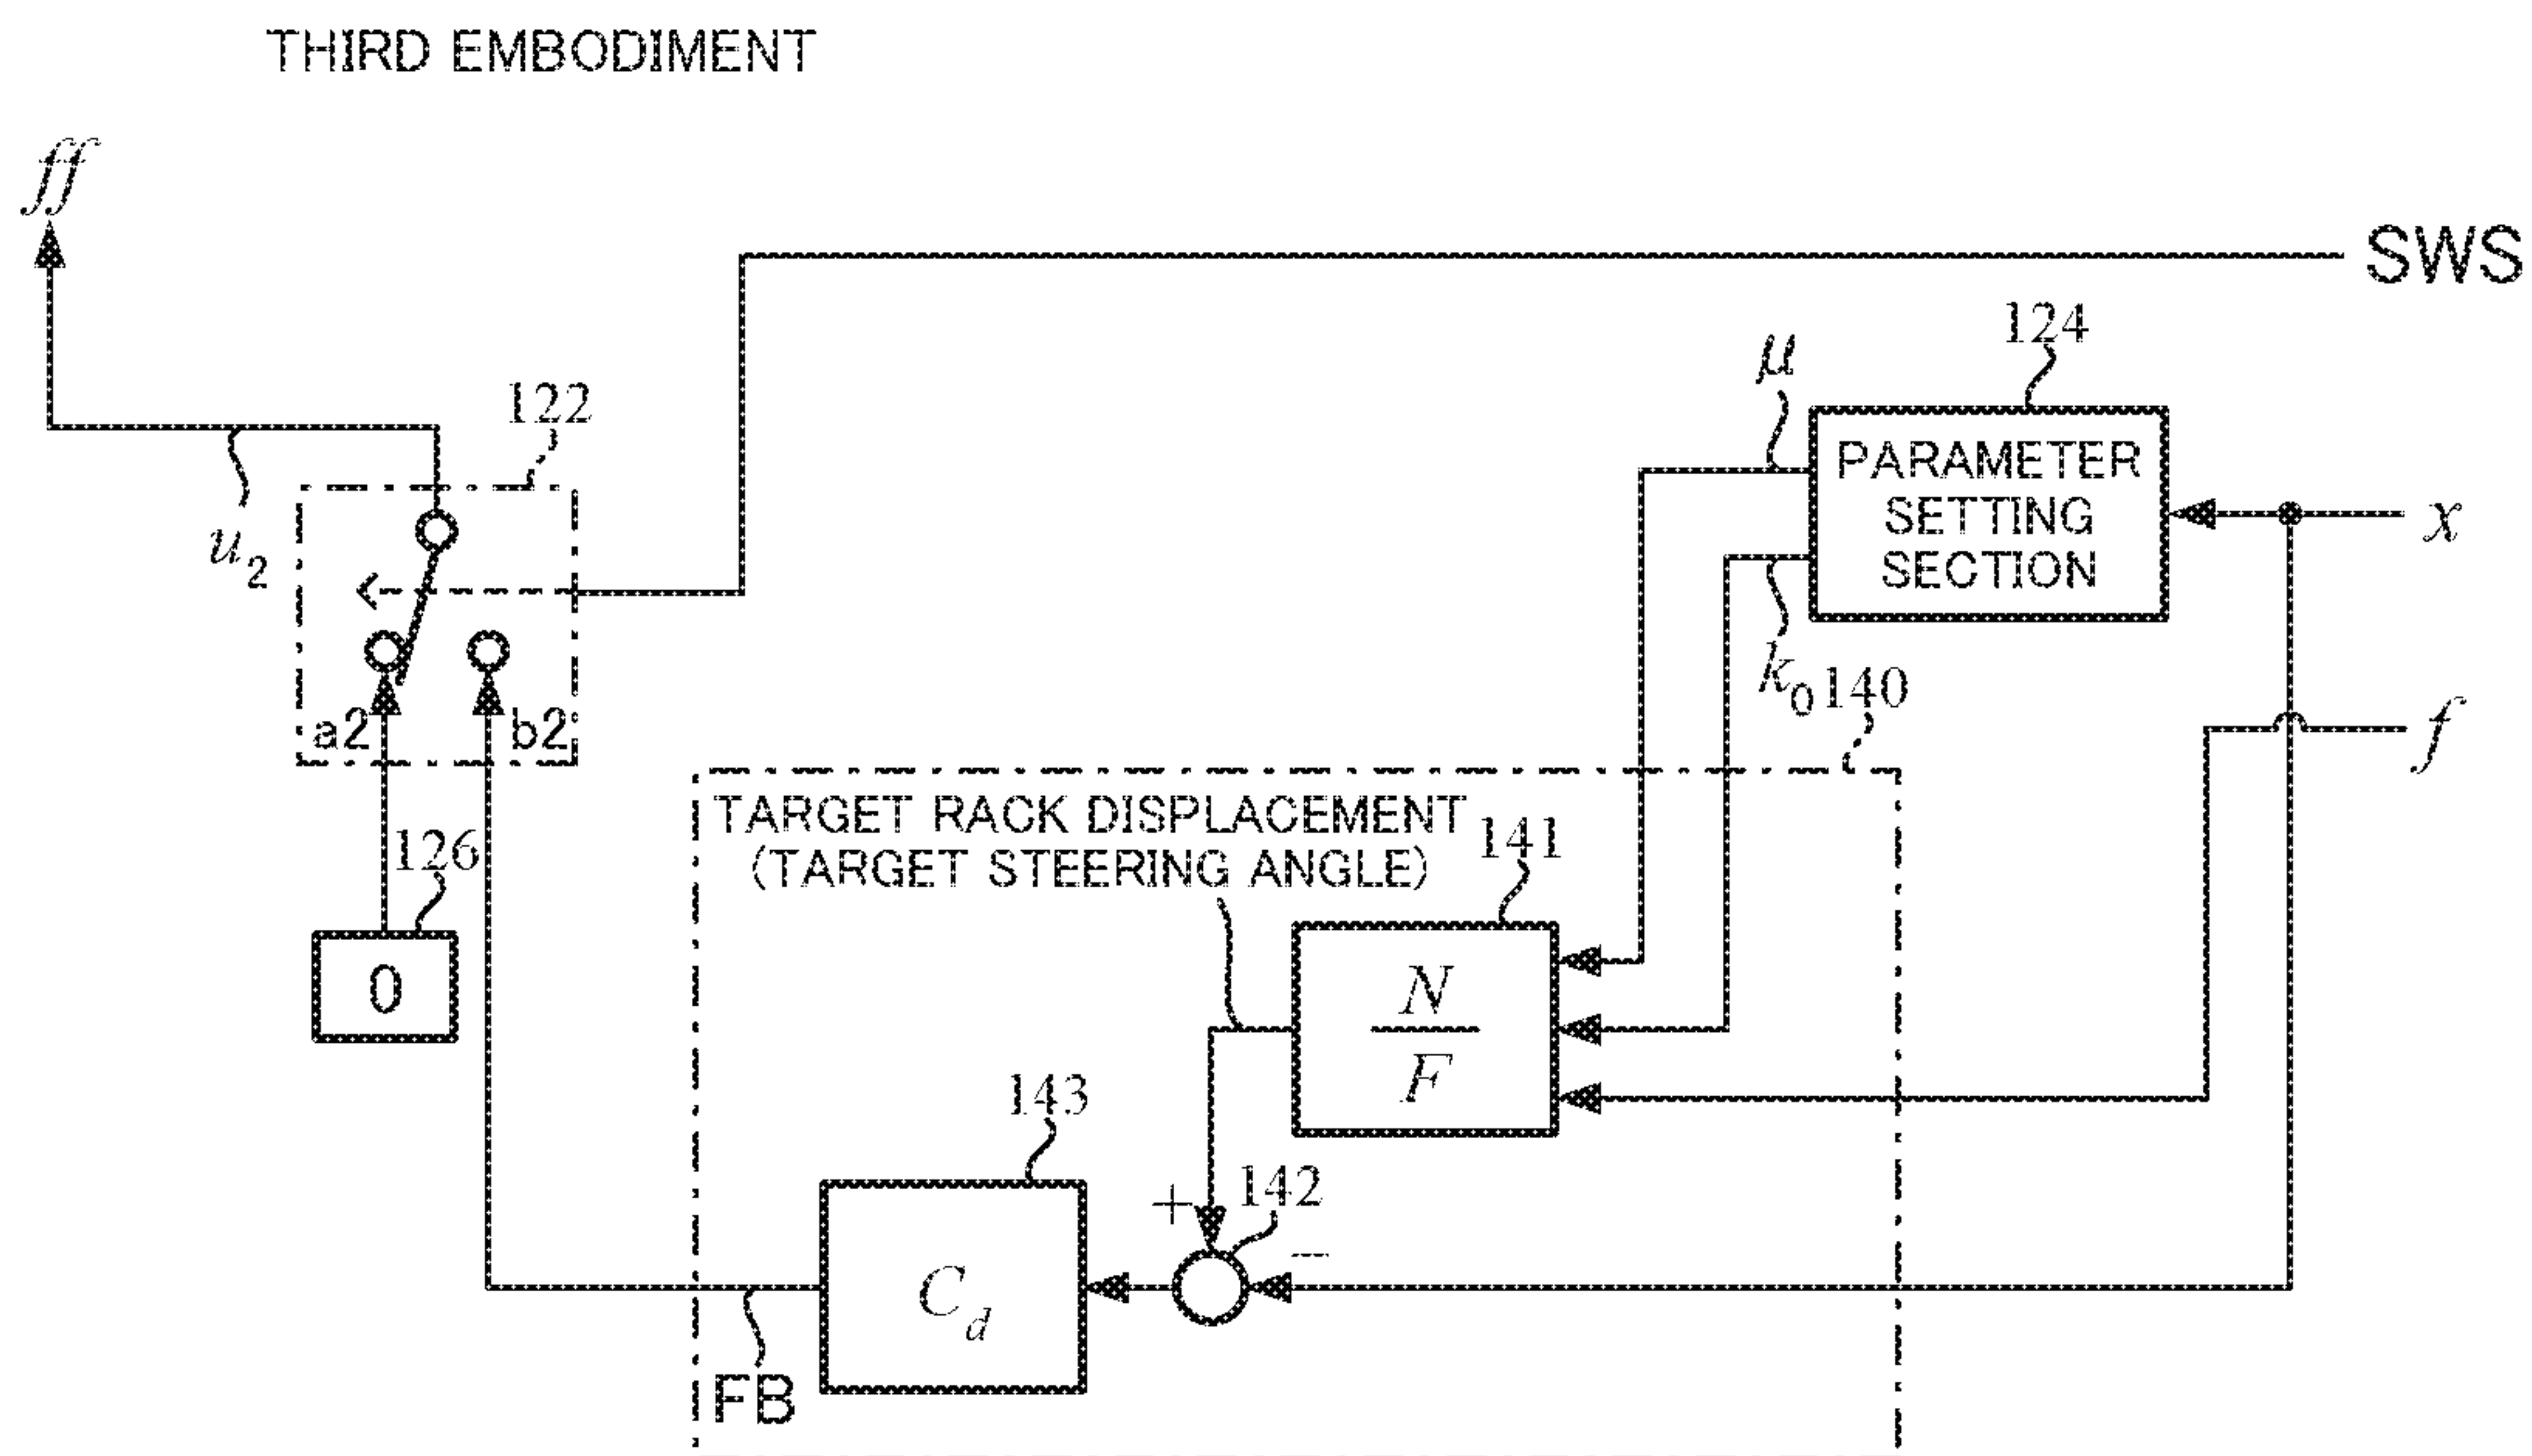 THIRD EMBODIMENT
ff
SWS
124
μ
122
PARAMETER
SETTING
SECTION
x
u2
k0
140
f
a2
b2
TARGET RACK DISPLACEMENT
(TARGET STEERING ANGLE)
141
126
0
N
F
143
142
+
−
Cd
FB